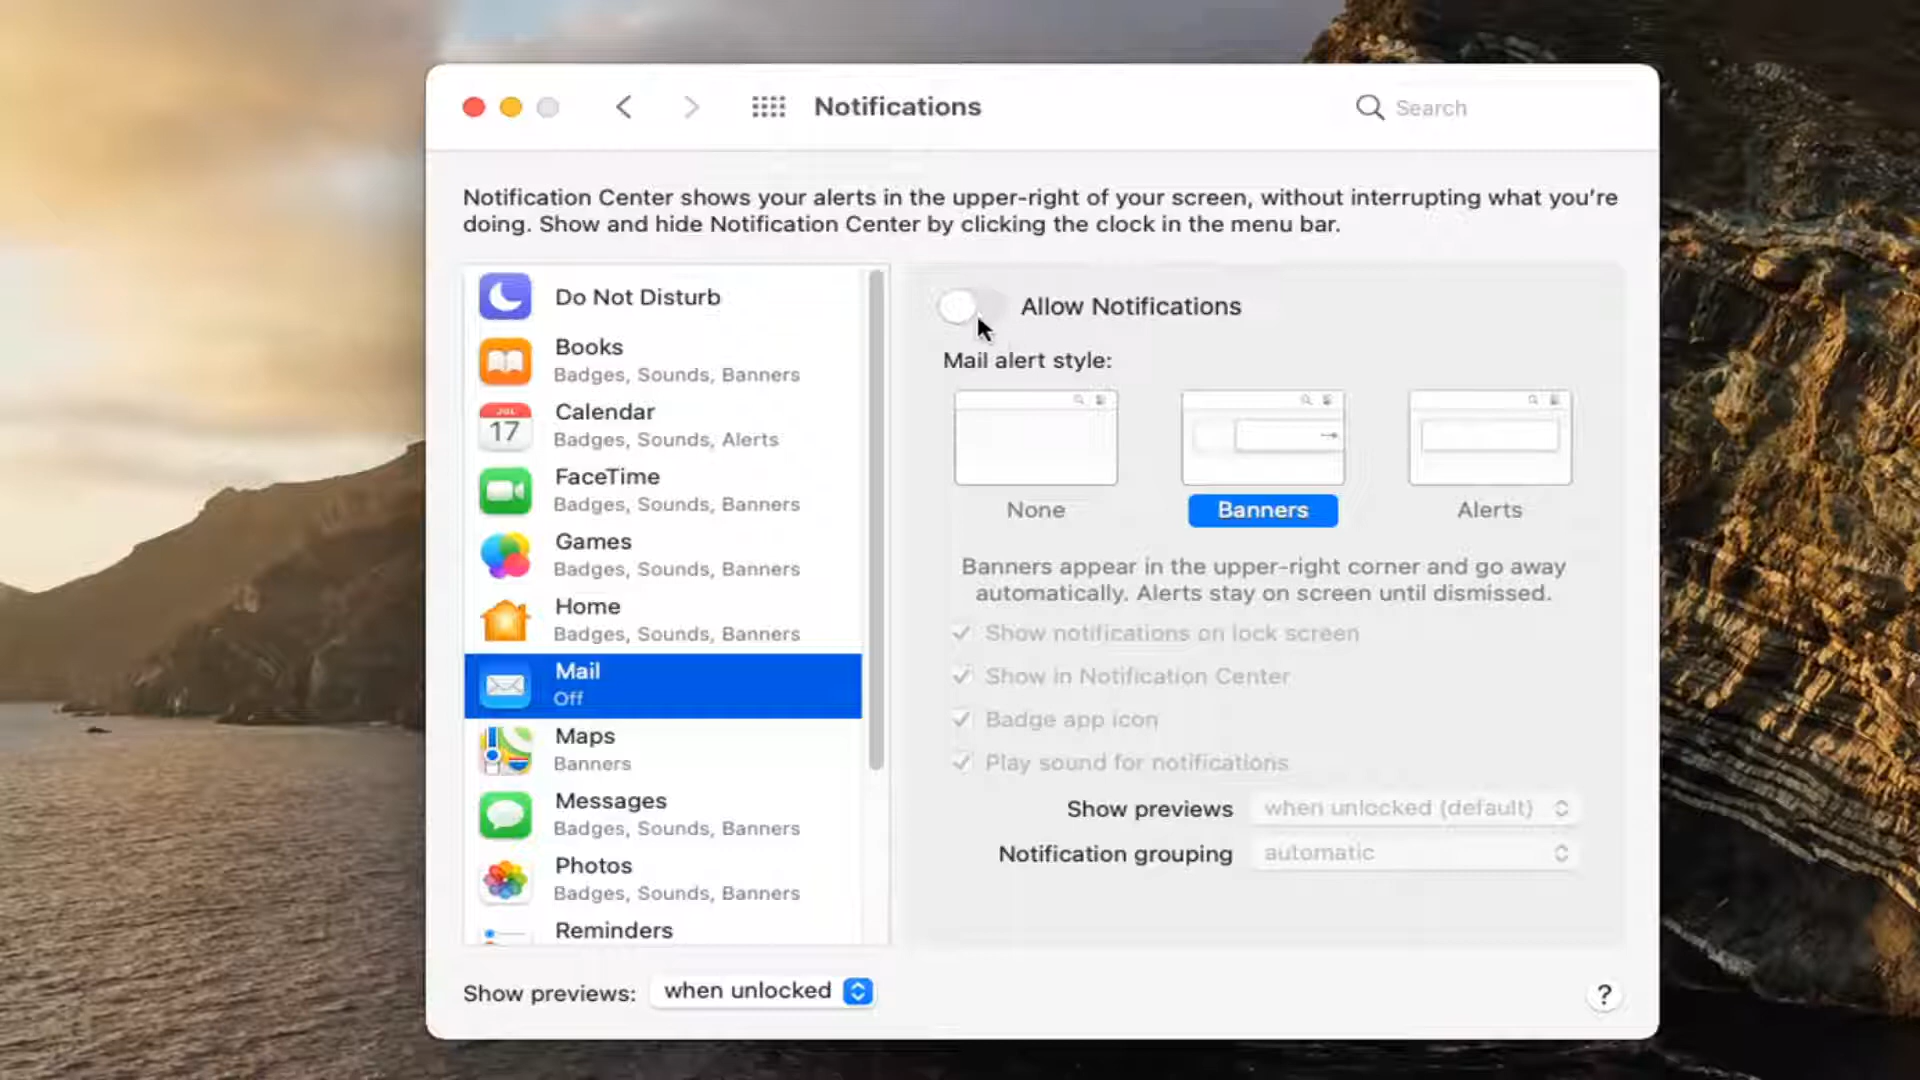 Notifications
Search
Notification Center shows your alerts in the upper-right of your screen, without interrupting what you're
doing. Show and hide Notification Center by clicking the clock in the menu bar.
Do Not Disturb
Books
Badges, Sounds, Banners
JUL
17
Calendar
Badges, Sounds, Alerts
FaceTime
Badges, Sounds, Banners
Games
Badges, Sounds, Banners
Home
Badges, Sounds, Banners
Mail
Off
Maps
Banners
Messages
Badges, Sounds, Banners
Photos
Badges, Sounds, Banners
Reminders
Allow Notifications
Mail alert style:
None
Banners
Alerts
Banners appear in the upper-right corner and go away
automatically. Alerts stay on screen until dismissed.
Show notifications on lock screen
Show in Notification Center
Badge app icon
Play sound for notifications
Show previews when unlocked (default)
Notification grouping automatic
Show previews: when unlocked
?